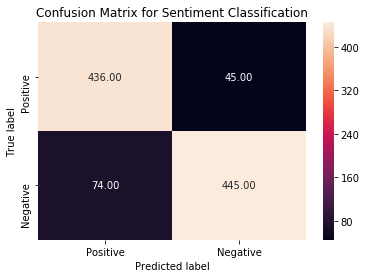 Confusion Matrix for Sentiment Classification
True label
Positive
436.00
45.00
Negative
74.00
445.00
Positive
Negative
Predicted label
400
320
240
160
80